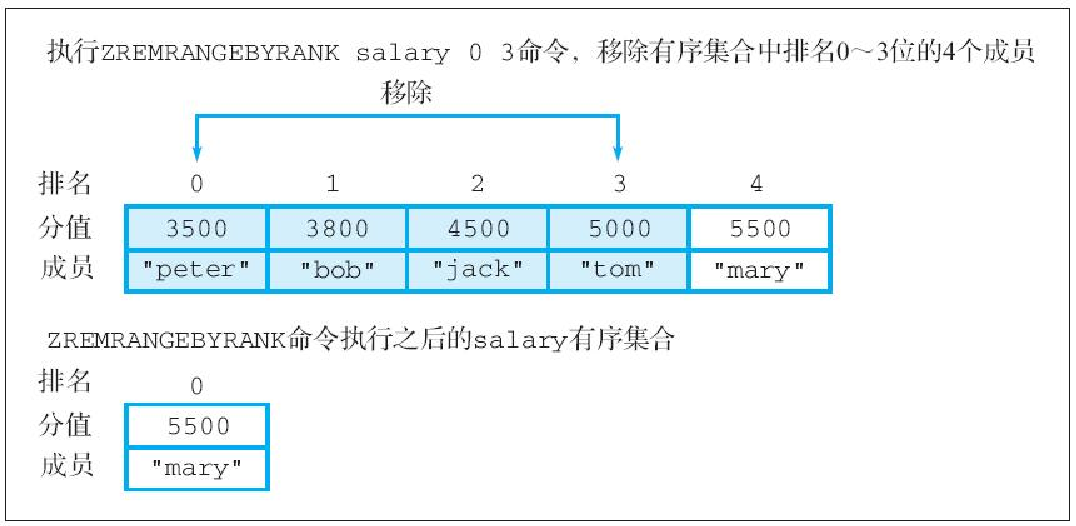 执行ZREMRANGEBYRANK salary 0 3命令，移除有序集合中排名0～3位的4个成员
移除
排名 0 1 2 3 4
分值 3500 3800 4500 5000 5500
成员 "peter" "bob" "jack" "tom" "mary"
ZREMRANGEBYRANK命令执行之后的salary有序集合
排名 0
分值 5500
成员 "mary"